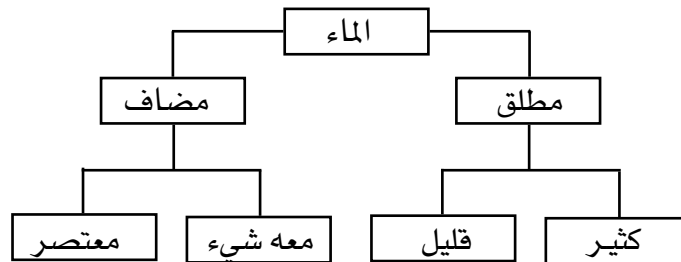 الماء
مطلق
مضاف
كثير
قليل
معه شيء
معتصر